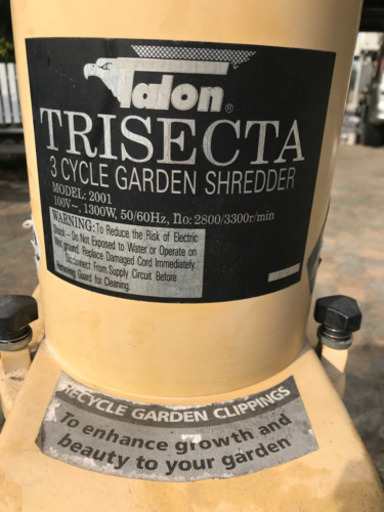 Talon®
TRISECTA
3 CYCLE GARDEN SHREDDER
MODEL: 2001
100V~, 1300W, 50/60Hz, no: 2800/3300r/min
WARNING: To Reduce the Risk of Electric
Shock – Do Not Exposed to Water or Operate on
Wet ground. Replace Damaged Cord Immediately.
Disconnect From Supply Circuit Before
Removing Guard for Cleaning.
RECYCLE GARDEN CLIPPINGS
To enhance growth and
beauty to your garden